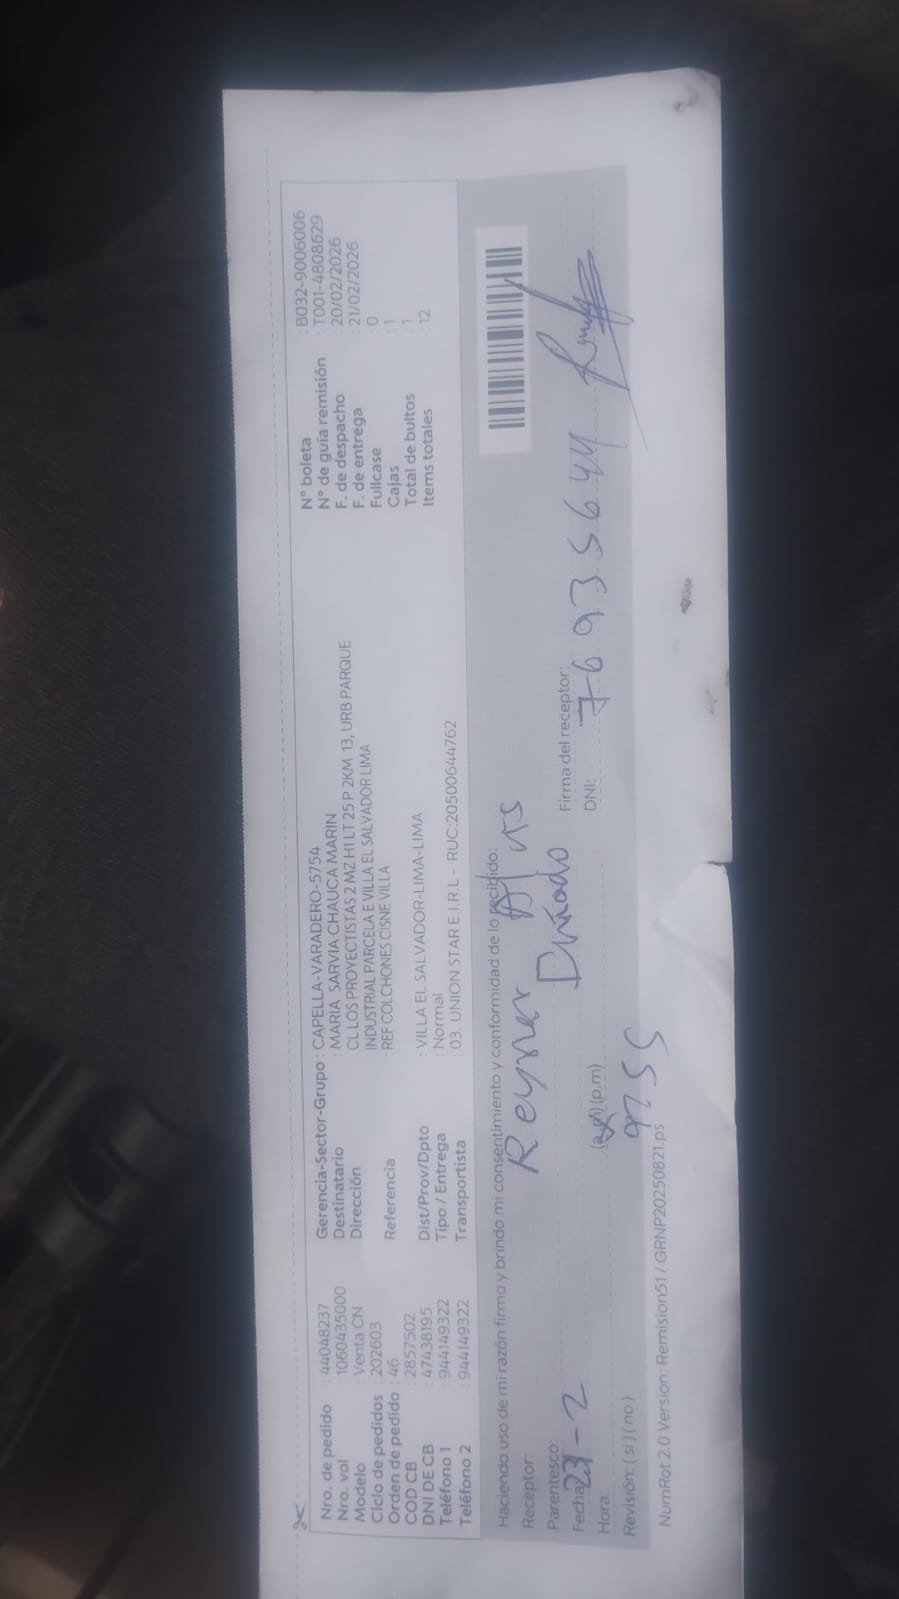 Nro. de pedido : 44048237
Nro. vol : 1060435000
Modelo : Venta CN
Ciclo de pedidos : 202603
Orden de pedido : 46
COD CB : 2857502
DNI DE CB : 47438195
Teléfono 1 : 944149322
Teléfono 2 : 944149322
Gerencia-Sector-Grupo : CAPELLA-VARADERO-5754
Destinatario : MARIA SARVIA CHAUCA MARIN
Dirección : CL LOS PROYECTISTAS 2 MZ H1 LT 25 P 2KM 13, URB PARQUE
INDUSTRIAL PARCELA E VILLA EL SALVADOR LIMA
Referencia : REF COLCHONES CISNE VILLA
Dist/Prov/Dpto : VILLA EL SALVADOR-LIMA-LIMA
Tipo / Entrega : Normal
Transportista : 03. UNION STAR E.I.R.L - RUC:20500644762
N° boleta : B032-9006006
N° de guía remisión : T001-4808629
F. de despacho : 20/02/2026
F. de entrega : 21/02/2026
Fullcase : 0
Cajas : 1
Total de bultos : 1
Items totales : 12
Haciendo uso de mi razón firmo y brindo mi consentimiento y conformidad de lo recibido:
Receptor: Reyner
Parentesco:
Firma del receptor:
Fecha: 23-2
DNI: 76935644
Hora: (a.m) (p.m)
9:55
Revisión: ( si ) ( no )
NumRot 2.0 Version: Remision51 / GRNP20250821.ps